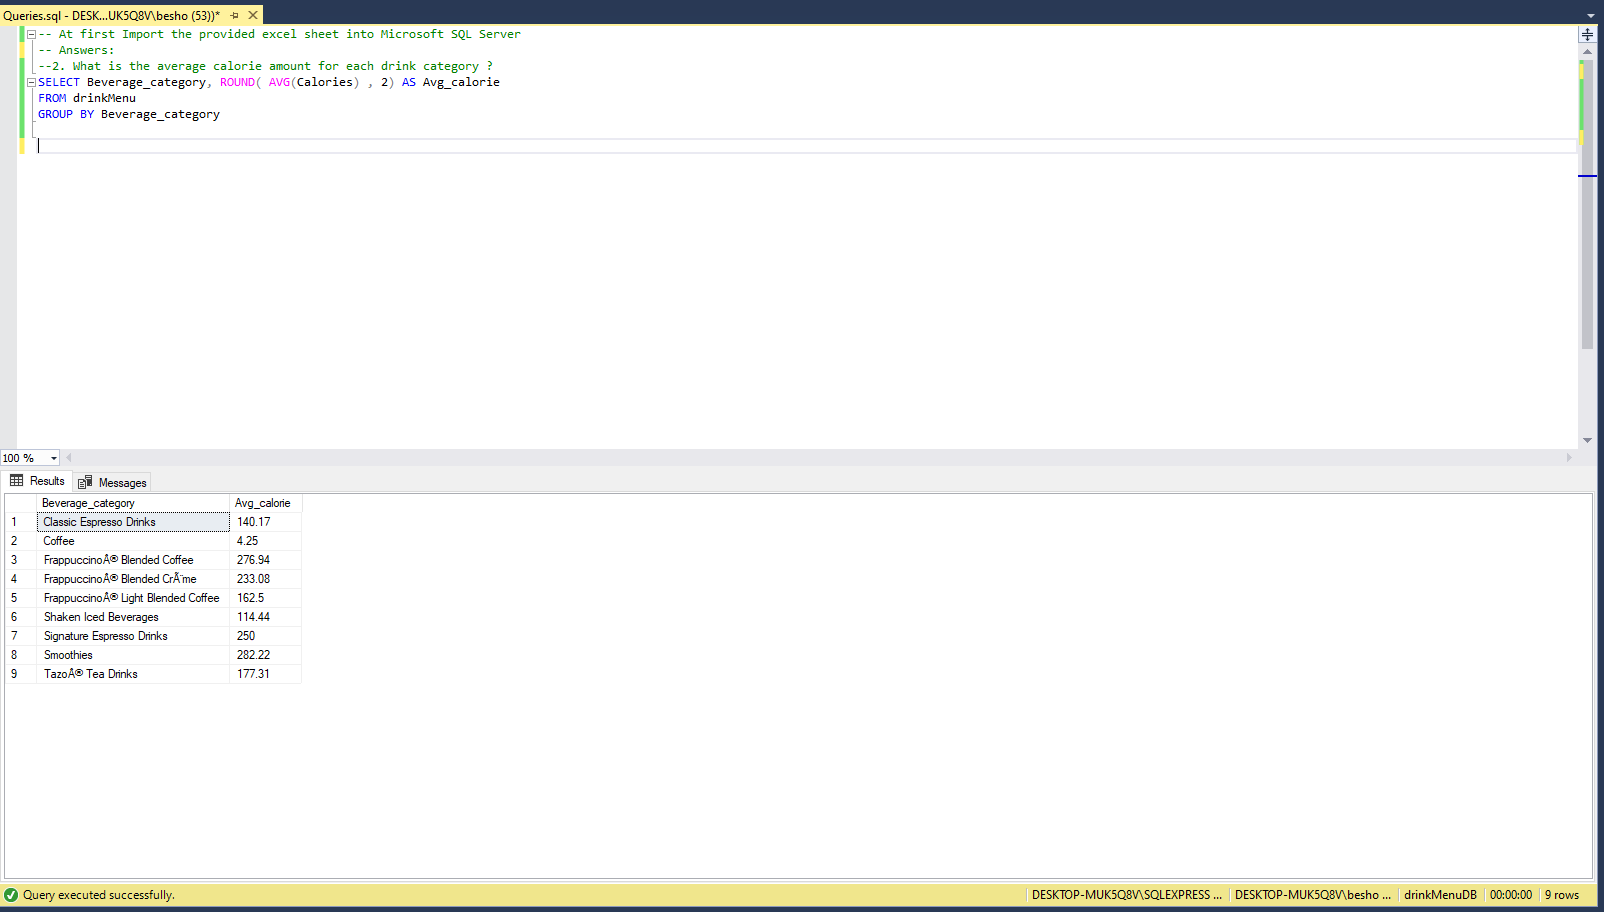 Queries.sql - DESK...UK5Q8V\besho (53))*
-- At first Import the provided excel sheet into Microsoft SQL Server
-- Answers:
--2. What is the average calorie amount for each drink category ?
SELECT Beverage_category, ROUND( AVG(Calories) , 2) AS Avg_calorie
FROM drinkMenu
GROUP BY Beverage_category
100 %
Results Messages
Beverage_category Avg_calorie
1 Classic Espresso Drinks 140.17
2 Coffee 4.25
3 FrappuccinoÂ® Blended Coffee 276.94
4 FrappuccinoÂ® Blended CrÃ¨me 233.08
5 FrappuccinoÂ® Light Blended Coffee 162.5
6 Shaken Iced Beverages 114.44
7 Signature Espresso Drinks 250
8 Smoothies 282.22
9 TazoÂ® Tea Drinks 177.31
Query executed successfully. DESKTOP-MUK5Q8V\SQLEXPRESS ... DESKTOP-MUK5Q8V\besho ... drinkMenuDB 00:00:00 9 rows